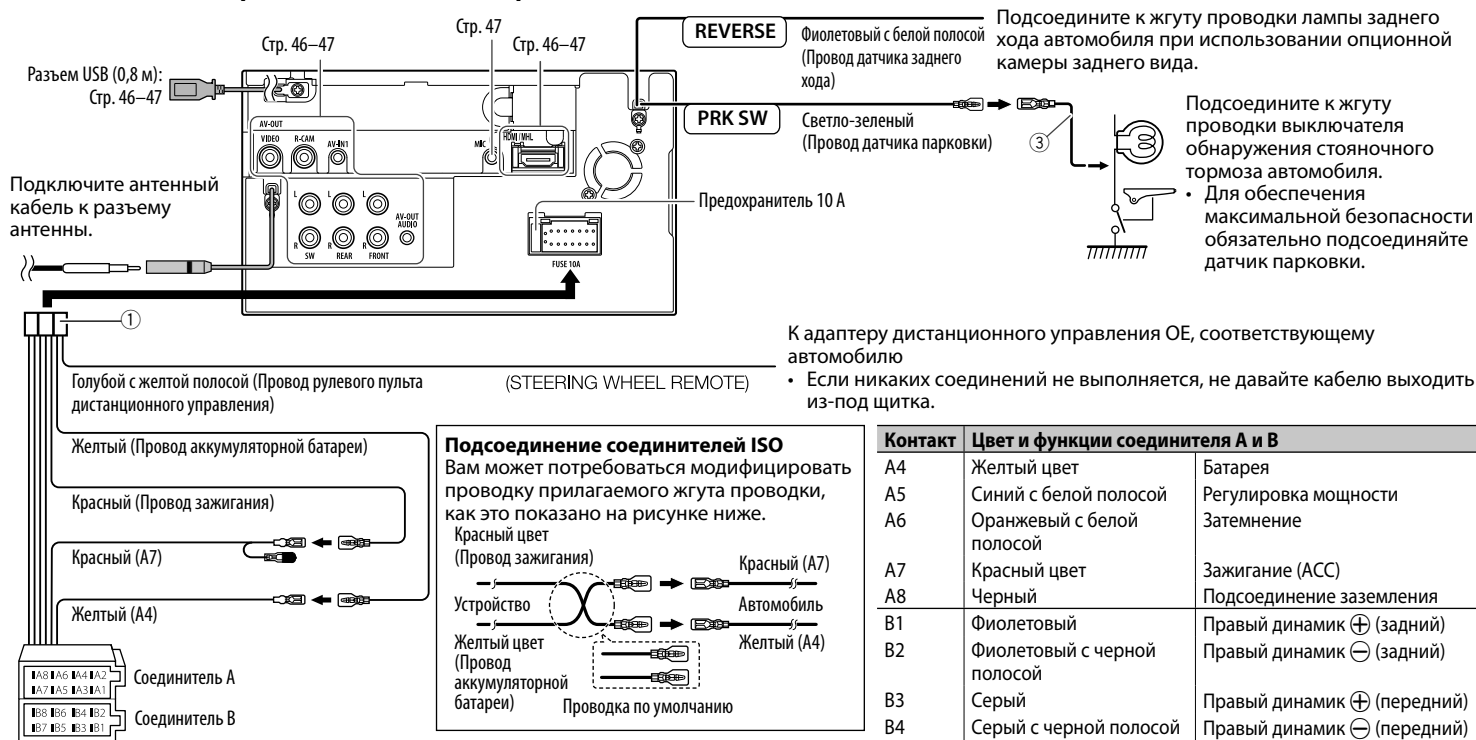 Стр. 46–47
Стр. 47
Стр. 46–47
Разъем USB (0,8 м):
Стр. 46–47
AV-OUT
VIDEO
R-CAM
AV-IN1
MIC
HDMI/MHL
L
L
L
R
R
R
SW
REAR
FRONT
AV-OUT
AUDIO
FUSE 10A
Подключите антенный
кабель к разъему
антенны.
Предохранитель 10 A
REVERSE
Фиолетовый с белой полосой
(Провод датчика заднего
хода)
Подсоедините к жгуту проводки лампы заднего
хода автомобиля при использовании опционной
камеры заднего вида.
PRK SW
Светло-зеленый
(Провод датчика парковки)
③
Подсоедините к жгуту
проводки выключателя
обнаружения стояночного
тормоза автомобиля.
• Для обеспечения
максимальной безопасности
обязательно подсоединяйте
датчик парковки.
①
Голубой с желтой полосой (Провод рулевого пульта
дистанционного управления)
(STEERING WHEEL REMOTE)
К адаптеру дистанционного управления OE, соответствующему
автомобилю
• Если никаких соединений не выполняется, не давайте кабелю выходить
из-под щитка.
Желтый (Провод аккумуляторной батареи)
Красный (Провод зажигания)
Красный (A7)
Желтый (A4)
A8 A6 A4 A2
A7 A5 A3 A1
Соединитель A
B8 B6 B4 B2
B7 B5 B3 B1
Соединитель B
Подсоединение соединителей ISO
Вам может потребоваться модифицировать
проводку прилагаемого жгута проводки,
как это показано на рисунке ниже.
Красный цвет
(Провод зажигания)
Красный (A7)
Устройство
Автомобиль
Желтый цвет
(Провод
аккумуляторной
батареи)
Желтый (A4)
Проводка по умолчанию
Контакт Цвет и функции соединителя A и B
A4 Желтый цвет Батарея
A5 Синий с белой полосой Регулировка мощности
A6 Оранжевый с белой Затемнение
полосой
A7 Красный цвет Зажигание (ACC)
A8 Черный Подсоединение заземления
B1 Фиолетовый Правый динамик ⊕ (задний)
B2 Фиолетовый с черной Правый динамик ⊖ (задний)
полосой
B3 Серый Правый динамик ⊕ (передний)
B4 Серый с черной полосой Правый динамик ⊖ (передний)